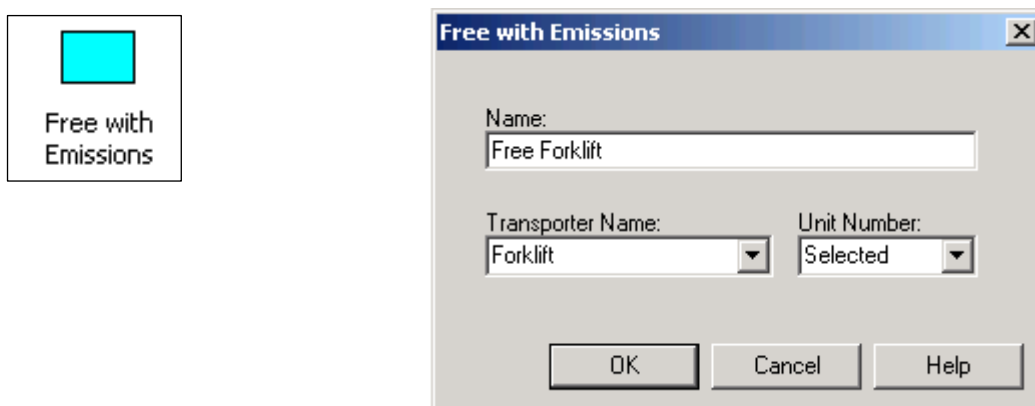 Free with
Emissions
Free with Emissions
Name:
Free Forklift
Transporter Name:
Unit Number:
Forklift
Selected
OK
Cancel
Help